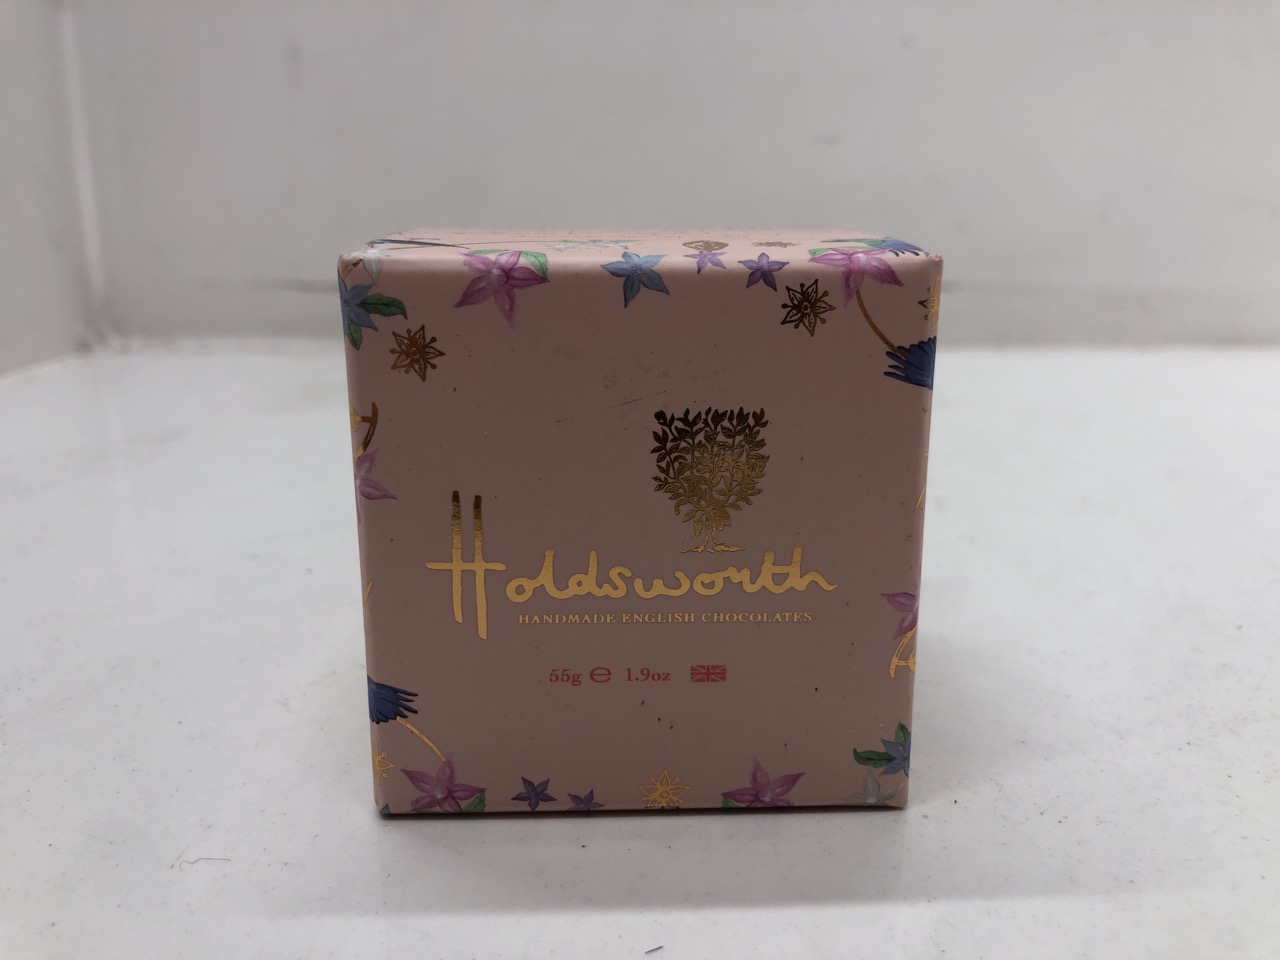 Holdsworth
HANDMADE ENGLISH CHOCOLATES
55g ℮ 1.9oz